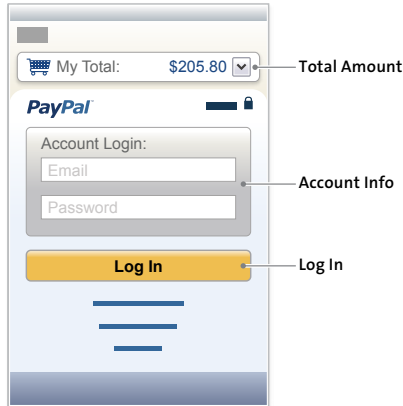 My Total: $205.80 Total Amount
PayPal
Account Login:
Email
Account Info
Password
Log In Log In